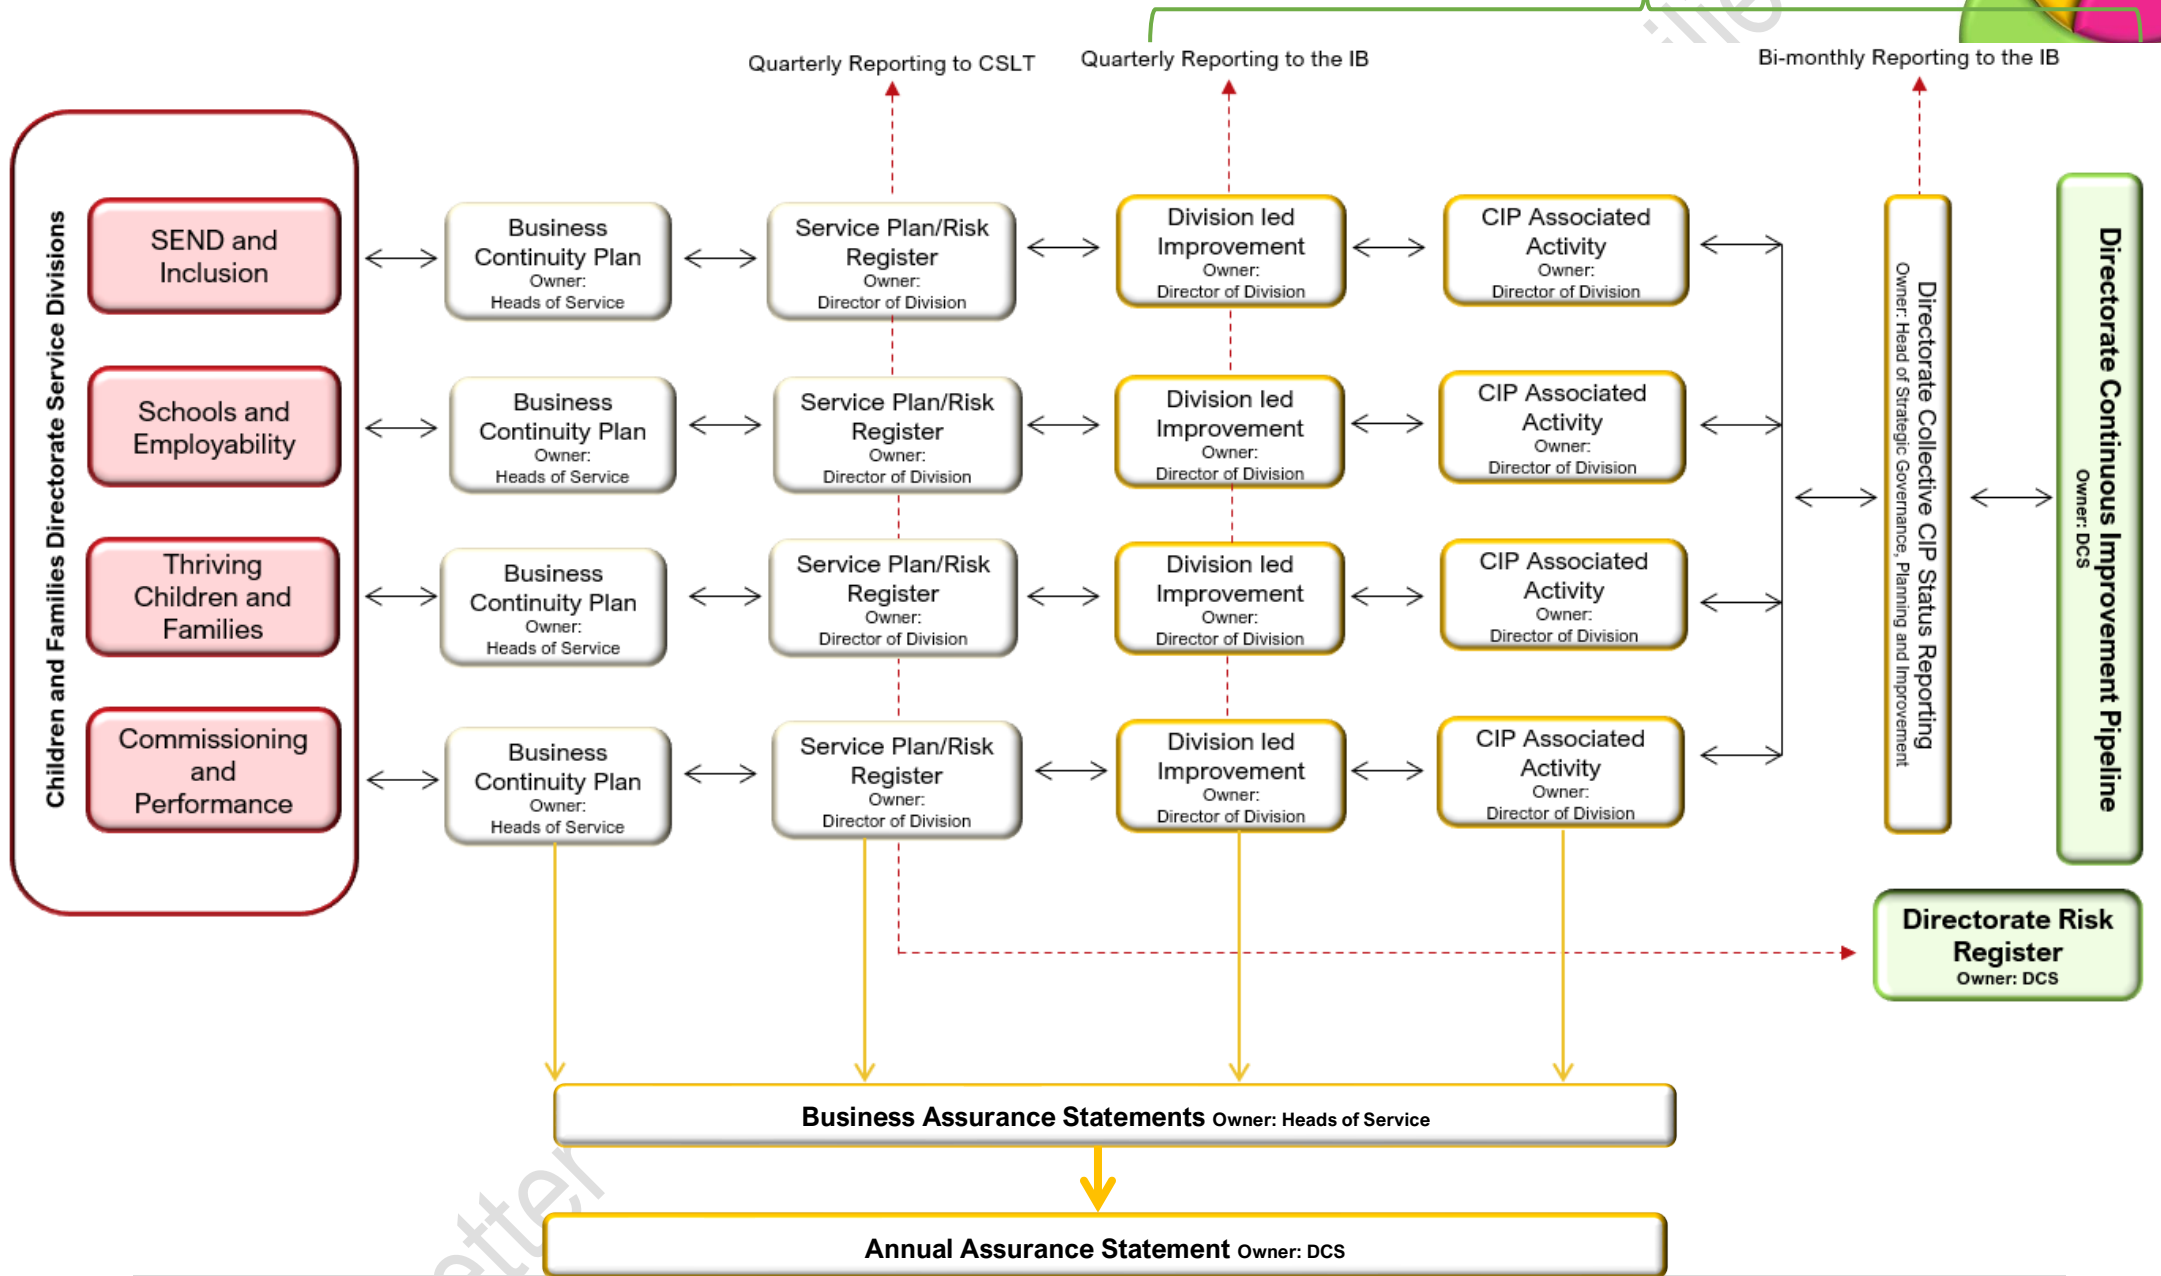 Quarterly Reporting to CSLT
Quarterly Reporting to the IB
Bi-monthly Reporting to the IB
Children and Families Directorate Service Divisions
SEND and
Inclusion
Business
Continuity Plan
Owner:
Heads of Service
Service Plan/Risk
Register
Owner:
Director of Division
Division led
Improvement
Owner:
Director of Division
CIP Associated
Activity
Owner:
Director of Division
Schools and
Employability
Business
Continuity Plan
Owner:
Heads of Service
Service Plan/Risk
Register
Owner:
Director of Division
Division led
Improvement
Owner:
Director of Division
CIP Associated
Activity
Owner:
Director of Division
Thriving
Children and
Families
Business
Continuity Plan
Owner:
Heads of Service
Service Plan/Risk
Register
Owner:
Director of Division
Division led
Improvement
Owner:
Director of Division
CIP Associated
Activity
Owner:
Director of Division
Commissioning
and
Performance
Business
Continuity Plan
Owner:
Heads of Service
Service Plan/Risk
Register
Owner:
Director of Division
Division led
Improvement
Owner:
Director of Division
CIP Associated
Activity
Owner:
Director of Division
Directorate Collective CIP Status Reporting
Owner: Head of Strategic Governance, Planning and Improvement
Directorate Continuous Improvement Pipeline
Owner: DCS
Directorate Risk
Register
Owner: DCS
Business Assurance Statements Owner: Heads of Service
Annual Assurance Statement Owner: DCS